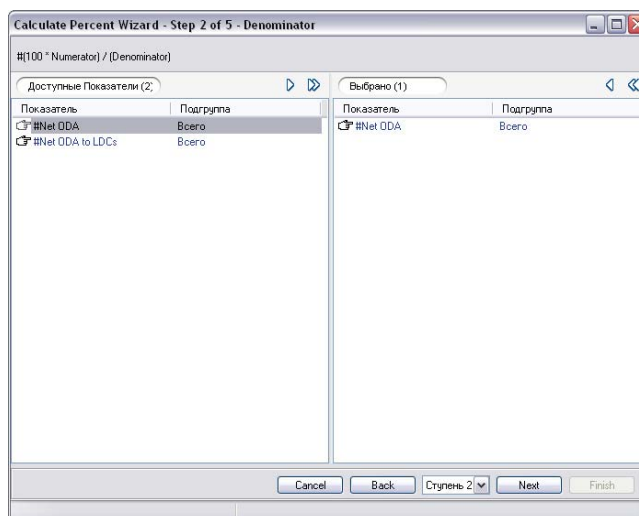 Calculate Percent Wizard - Step 2 of 5 - Denominator
#(100 * Numerator) / (Denominator)
Доступные Показатели (2)
Показатель Подгруппа
#Net ODA Всего
#Net ODA to LDCs Всего
Выбрано (1)
Показатель Подгруппа
#Net ODA Всего
Cancel Back Ступень 2 Next Finish